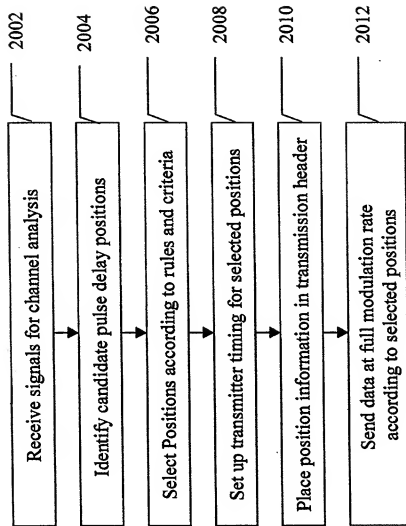 Receive signals for channel analysis
2002
Identify candidate pulse delay positions
2004
Select Positions according to rules and criteria
2006
Set up transmitter timing for selected positions
2008
Place position information in transmission header
2010
Send data at full modulation rate
according to selected positions
2012